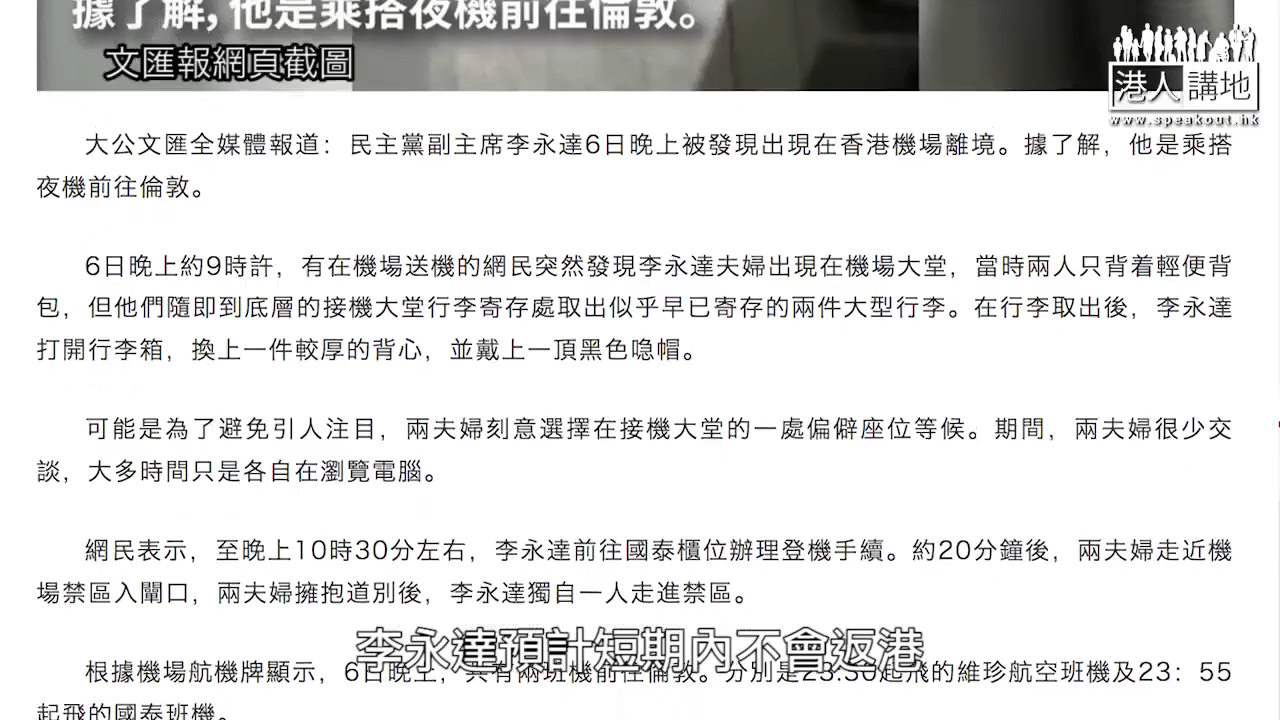 據了解，他是乘搭夜機前往倫敦。
文匯報網頁截圖
港人講地
www.speakout.hk
大公文匯全媒體報道：民主黨副主席李永達6日晚上被發現出現在香港機場離境。據了解，他是乘搭
夜機前往倫敦。
6日晚上約9時許，有在機場送機的網民突然發現李永達夫婦出現在機場大堂，當時兩人只背着輕便背
包，但他們隨即到底層的接機大堂行李寄存處取出似乎早已寄存的兩件大型行李。在行李取出後，李永達
打開行李箱，換上一件較厚的背心，並戴上一頂黑色喼帽。
可能是為了避免引人注目，兩夫婦刻意選擇在接機大堂的一處偏僻座位等候。期間，兩夫婦很少交
談，大多時間只是各自在瀏覽電腦。
網民表示，至晚上10時30分左右，李永達前往國泰櫃位辦理登機手續。約20分鐘後，兩夫婦走近機
場禁區入閘口，兩夫婦擁抱道別後，李永達獨自一人走進禁區。
李永達預計短期內不會返港
根據機場航機牌顯示，6日晚上，共有兩班機前往倫敦。分別是23:30起飛的維珍航空班機及23：55
起飛的國泰班機。